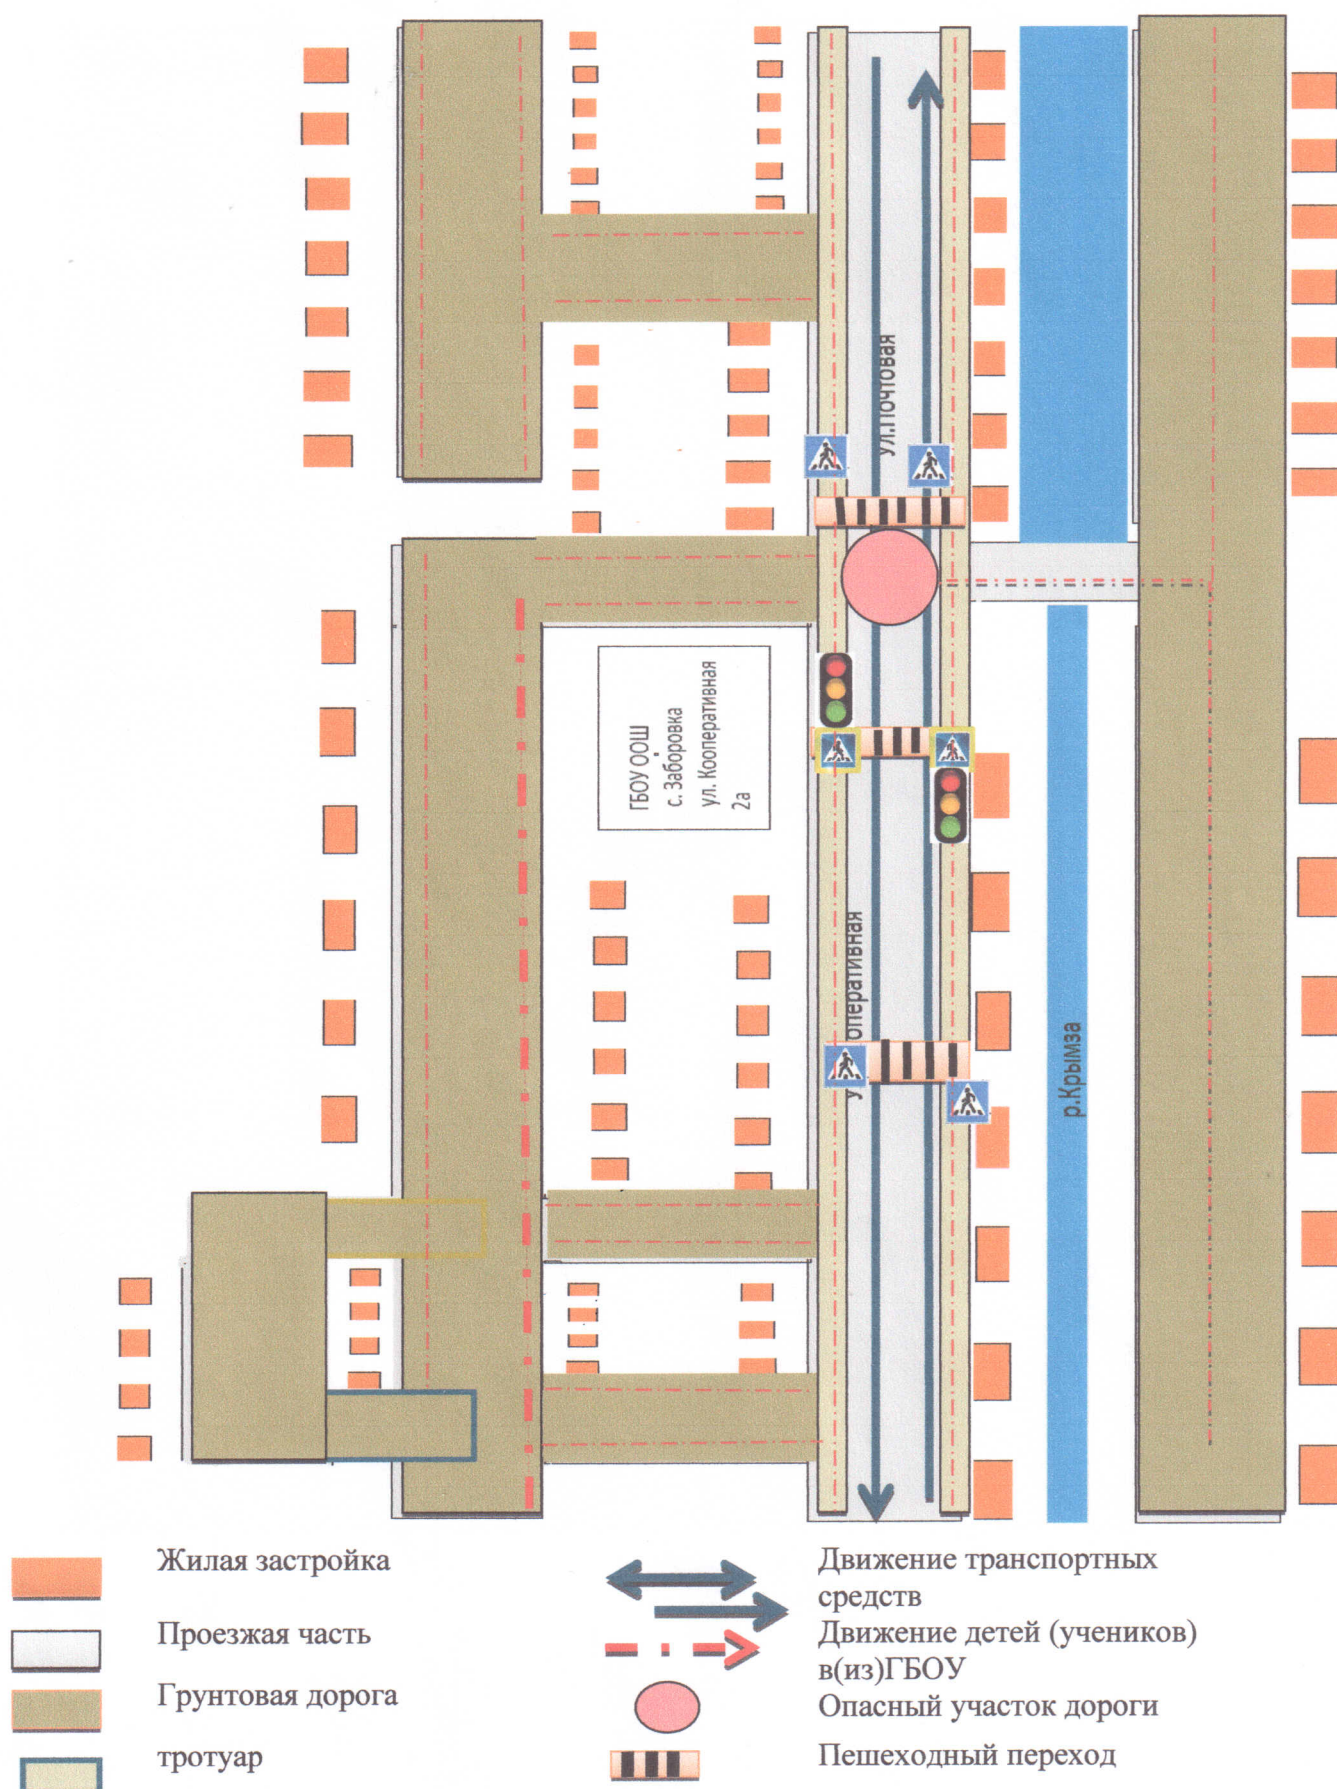 ул.Почтовая
ГБОУ ООШ
с. Заборовка
ул. Кооперативная
2а
у оперативная
р.Крымза
Жилая застройка
Проезжая часть
Грунтовая дорога
тротуар
Движение транспортных
средств
Движение детей (учеников)
в(из)ГБОУ
Опасный участок дороги
Пешеходный переход